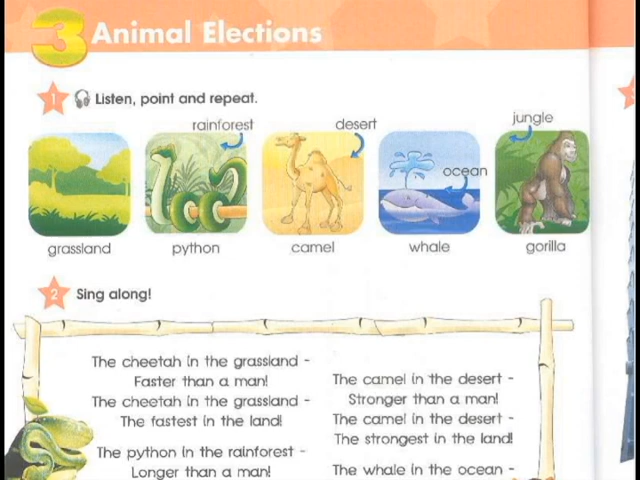 3 Animal Elections
1 Listen, point and repeat.
rainforest
desert
jungle
ocean
grassland
python
camel
whale
gorilla
2 Sing along!
The cheetah in the grassland -
Faster than a man!
The cheetah in the grassland -
The fastest in the land!
The python in the rainforest -
Longer than a man!
The camel in the desert -
Stronger than a man!
The camel in the desert -
The strongest in the land!
The whale in the ocean -